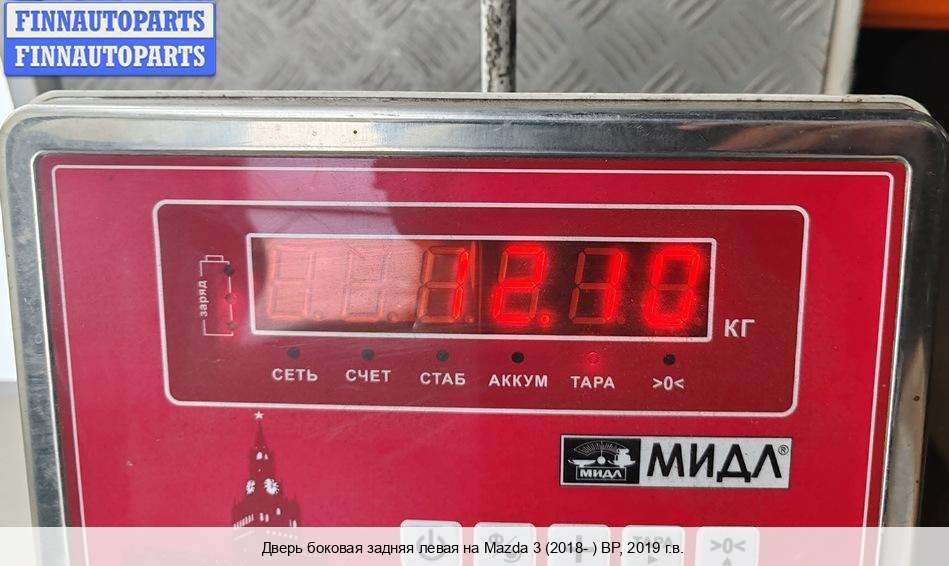 FINNAUTOPARTS
FINNAUTOPARTS
заряд
12.10
КГ
СЕТЬ СЧЕТ СТАБ АККУМ ТАРА >0<
МИДЛ МИДЛ®
ТАРА >0<
Дверь боковая задняя левая на Mazda 3 (2018- ) BP, 2019 г.в.